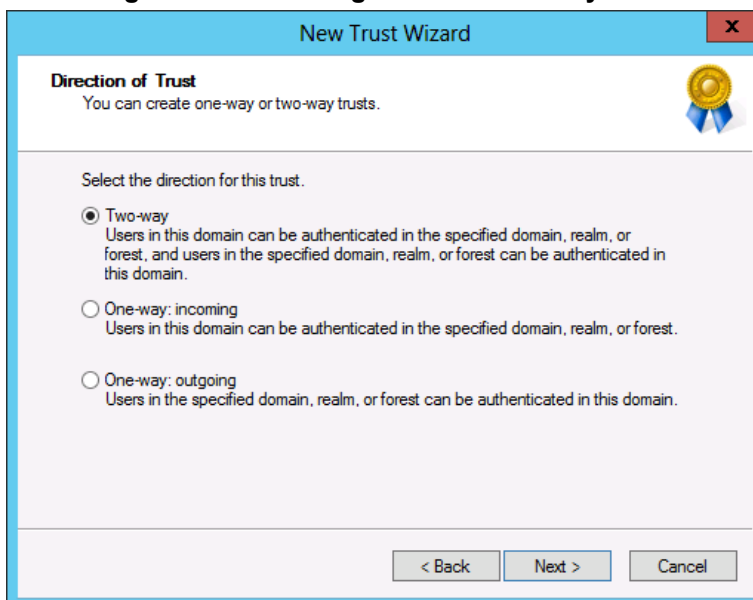 New Trust Wizard
x
Direction of Trust
You can create one-way or two-way trusts.
Select the direction for this trust.
Two-way
Users in this domain can be authenticated in the specified domain, realm, or
forest, and users in the specified domain, realm, or forest can be authenticated in
this domain.
One-way: incoming
Users in this domain can be authenticated in the specified domain, realm, or forest.
One-way: outgoing
Users in the specified domain, realm, or forest can be authenticated in this domain.
< Back Next > Cancel